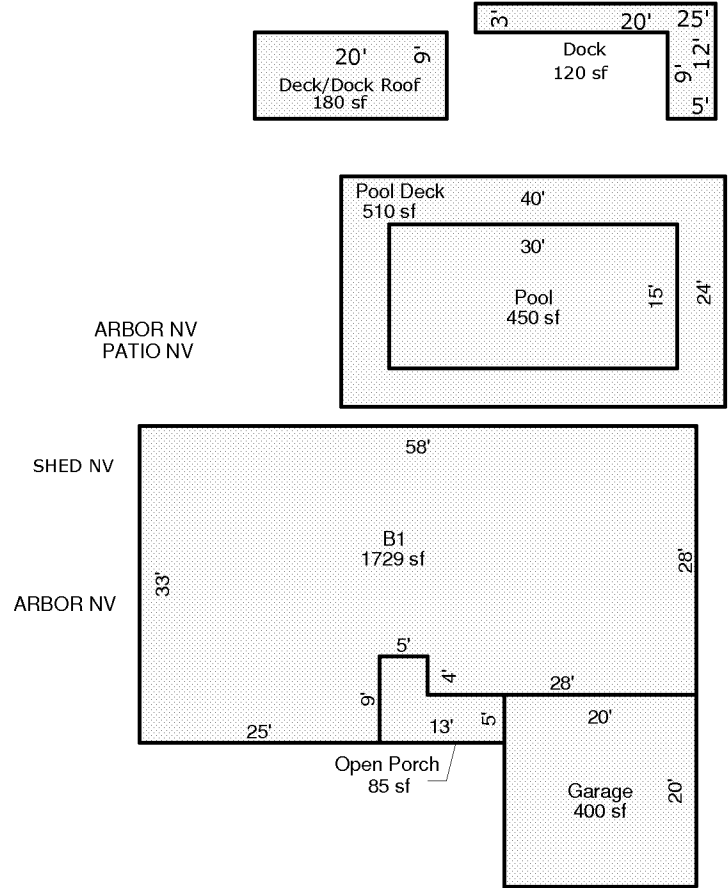 3'
20'
25'
20'
9'
Dock
12'
120 sf
9'
Deck/Dock Roof
180 sf
5'
Pool Deck
510 sf
40'
30'
Pool
450 sf
15'
24'
ARBOR NV
PATIO NV
58'
SHED NV
B1
1729 sf
28'
33'
ARBOR NV
5'
4'
28'
9'
25'
13'
5'
20'
Open Porch
85 sf
Garage
400 sf
20'